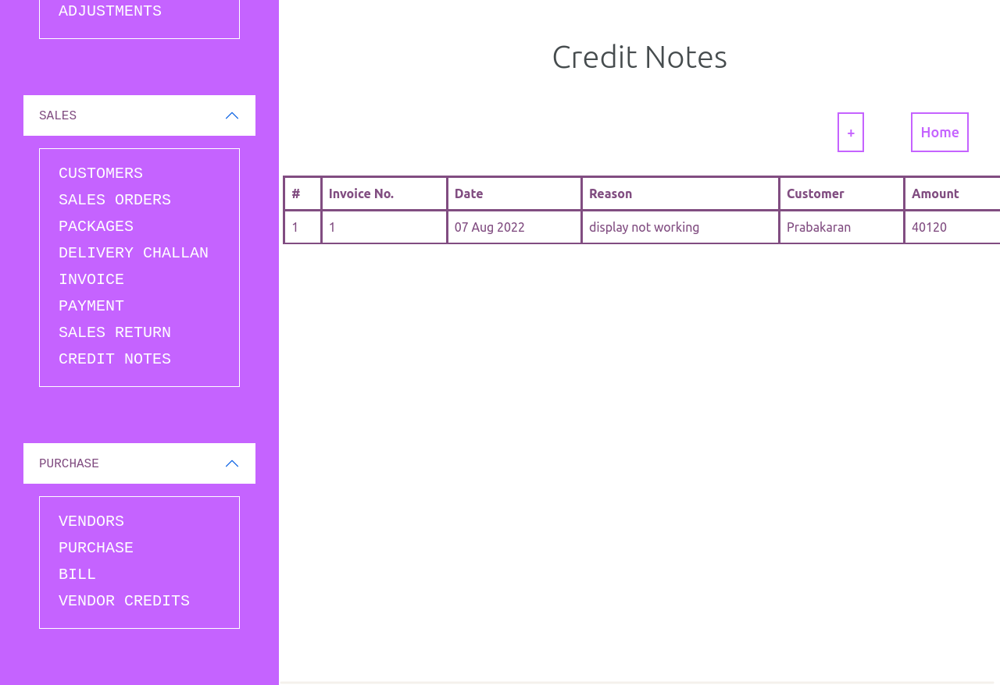 ADJUSTMENTS
SALES
CUSTOMERS
SALES ORDERS
PACKAGES
DELIVERY CHALLAN
INVOICE
PAYMENT
SALES RETURN
CREDIT NOTES
PURCHASE
VENDORS
PURCHASE
BILL
VENDOR CREDITS
Credit Notes
+ Home
# Invoice No. Date Reason Customer Amount
1 1 07 Aug 2022 display not working Prabakaran 40120